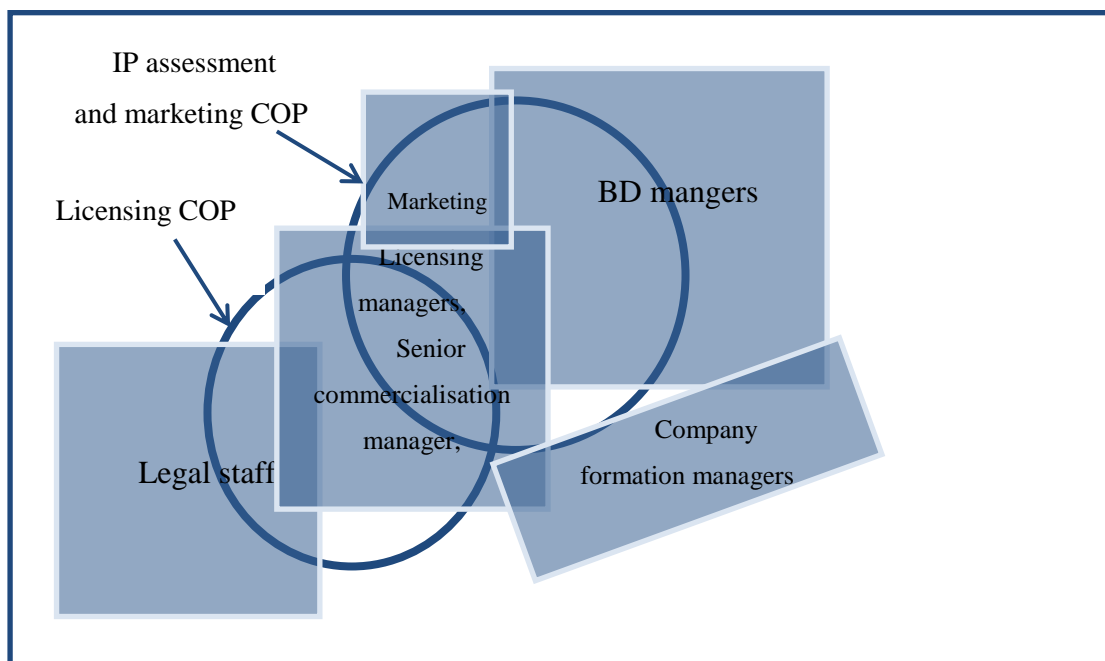 IP assessment
and marketing COP
Licensing COP
Marketing
BD mangers
Licensing
managers,
Senior
commercialisation
manager,
Legal staff
Company
formation managers